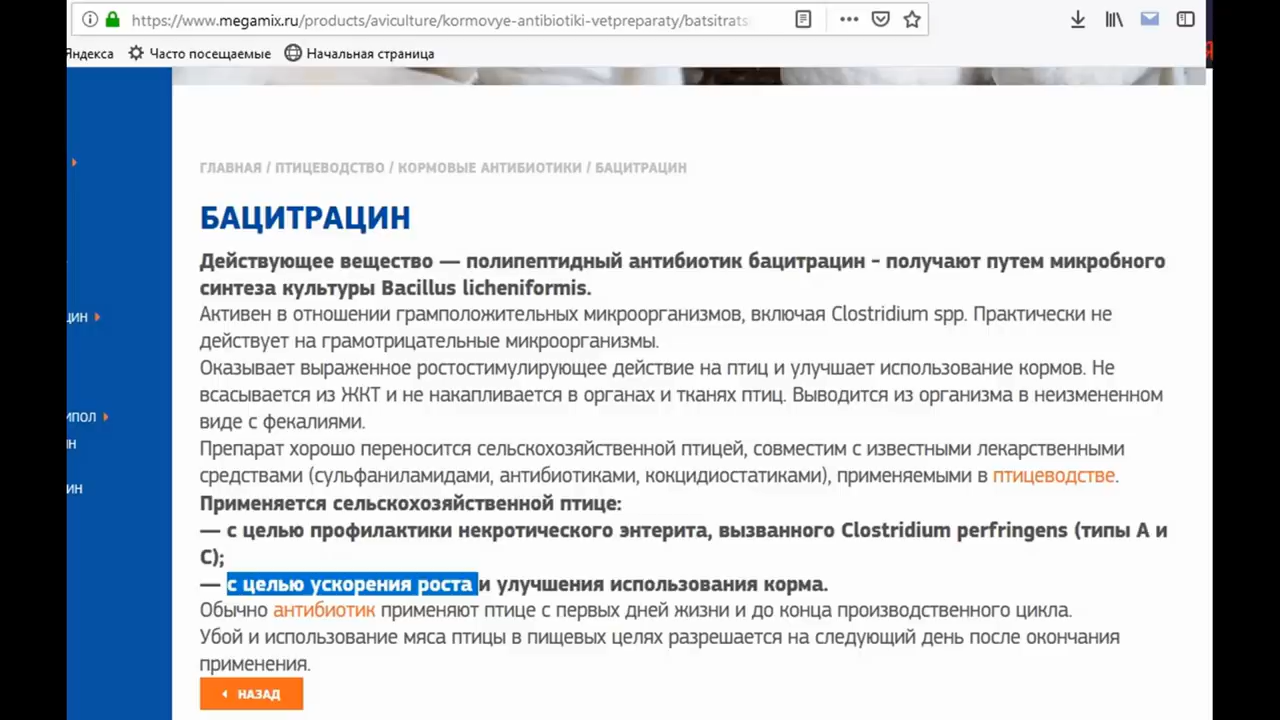 https://www.megamix.ru/products/aviculture/kormovye-antibiotiki-vetpreparaty/batsitrats
Яндекса Часто посещаемые Начальная страница
Я
ГЛАВНАЯ / ПТИЦЕВОДСТВО / КОРМОВЫЕ АНТИБИОТИКИ / БАЦИТРАЦИН
БАЦИТРАЦИН
Действующее вещество — полипептидный антибиотик бацитрацин – получают путем микробного
синтеза культуры Bacillus licheniformis.
Активен в отношении грамположительных микроорганизмов, включая Clostridium spp. Практически не
действует на грамотрицательные микроорганизмы.
Оказывает выраженное ростостимулирующее действие на птиц и улучшает использование кормов. Не
всасывается из ЖКТ и не накапливается в органах и тканях птиц. Выводится из организма в неизмененном
виде с фекалиями.
Препарат хорошо переносится сельскохозяйственной птицей, совместим с известными лекарственными
средствами (сульфаниламидами, антибиотиками, кокцидиостатиками), применяемыми в птицеводстве.
Применяется сельскохозяйственной птице:
— с целью профилактики некротического энтерита, вызванного Clostridium perfringens (типы А и
С);
— с целью ускорения роста и улучшения использования корма.
Обычно антибиотик применяют птице с первых дней жизни и до конца производственного цикла.
Убой и использование мяса птицы в пищевых целях разрешается на следующий день после окончания
применения.
НАЗАД
ЦИН
ИПОЛ
ИН
ИН